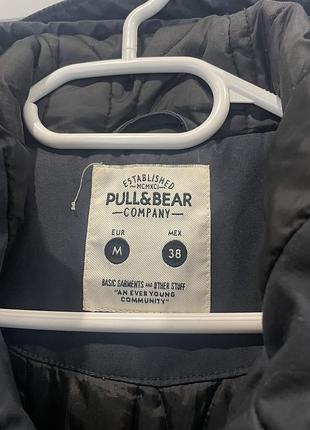 ESTABLISHED
MCMXCI
PULL&BEAR
COMPANY
EUR MEX
M 38
BASIC GARMENTS AND OTHER STUFF
"AN EVER YOUNG
COMMUNITY"